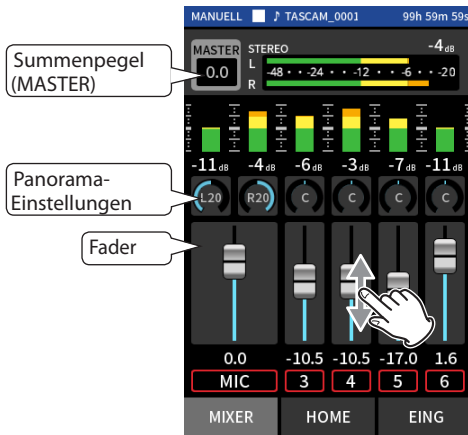 MANUELL ♪ TASCAM_0001 99h 59m 59s
Summenpegel
(MASTER)
MASTER
0.0
STEREO
-4dB
L
-48 · · -24 · · -12 · · -6 · · -20
R
-11dB -4dB -6dB -3dB -7dB -11dB
Panorama-
Einstellungen
L20 R20 C C C C
Fader
0.0 -10.5 -10.5 -17.0 1.6
MIC 3 4 5 6
MIXER HOME EING